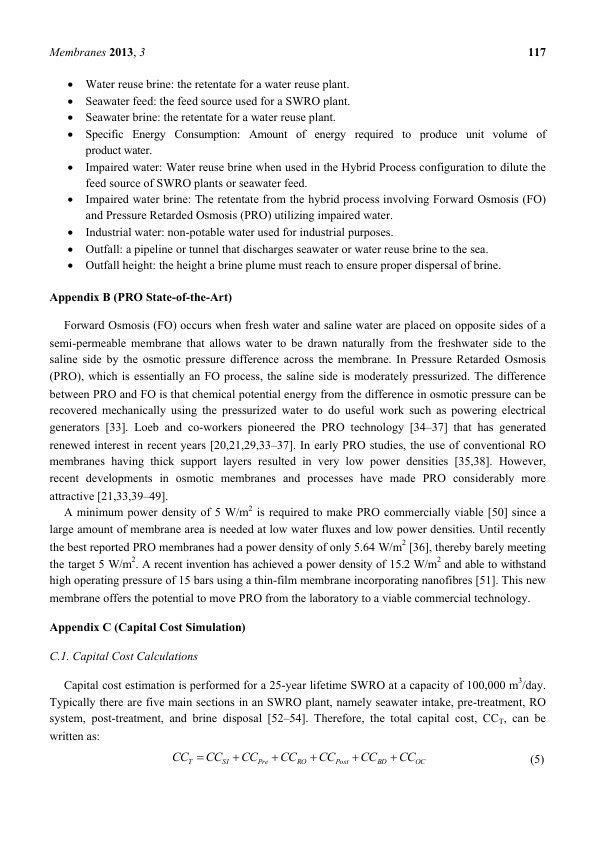 Membranes 2013, 3 117
• Water reuse brine: the retentate for a water reuse plant.
• Seawater feed: the feed source used for a SWRO plant.
• Seawater brine: the retentate for a water reuse plant.
• Specific Energy Consumption: Amount of energy required to produce unit volume of
product water.
• Impaired water: Water reuse brine when used in the Hybrid Process configuration to dilute the
feed source of SWRO plants or seawater feed.
• Impaired water brine: The retentate from the hybrid process involving Forward Osmosis (FO)
and Pressure Retarded Osmosis (PRO) utilizing impaired water.
• Industrial water: non-potable water used for industrial purposes.
• Outfall: a pipeline or tunnel that discharges seawater or water reuse brine to the sea.
• Outfall height: the height a brine plume must reach to ensure proper dispersal of brine.
Appendix B (PRO State-of-the-Art)
Forward Osmosis (FO) occurs when fresh water and saline water are placed on opposite sides of a
semi-permeable membrane that allows water to be drawn naturally from the freshwater side to the
saline side by the osmotic pressure difference across the membrane. In Pressure Retarded Osmosis
(PRO), which is essentially an FO process, the saline side is moderately pressurized. The difference
between PRO and FO is that chemical potential energy from the difference in osmotic pressure can be
recovered mechanically using the pressurized water to do useful work such as powering electrical
generators [33]. Loeb and co-workers pioneered the PRO technology [34–37] that has generated
renewed interest in recent years [20,21,29,33–37]. In early PRO studies, the use of conventional RO
membranes having thick support layers resulted in very low power densities [35,38]. However,
recent developments in osmotic membranes and processes have made PRO considerably more
attractive [21,33,39–49].
A minimum power density of 5 W/m² is required to make PRO commercially viable [50] since a
large amount of membrane area is needed at low water fluxes and low power densities. Until recently
the best reported PRO membranes had a power density of only 5.64 W/m² [36], thereby barely meeting
the target 5 W/m². A recent invention has achieved a power density of 15.2 W/m² and able to withstand
high operating pressure of 15 bars using a thin-film membrane incorporating nanofibres [51]. This new
membrane offers the potential to move PRO from the laboratory to a viable commercial technology.
Appendix C (Capital Cost Simulation)
C.1. Capital Cost Calculations
Capital cost estimation is performed for a 25-year lifetime SWRO at a capacity of 100,000 m³/day.
Typically there are five main sections in an SWRO plant, namely seawater intake, pre-treatment, RO
system, post-treatment, and brine disposal [52–54]. Therefore, the total capital cost, CC_T, can be
written as:
CC_T = CC_SI + CC_Pre + CC_RO + CC_Post + CC_BD + CC_OC (5)